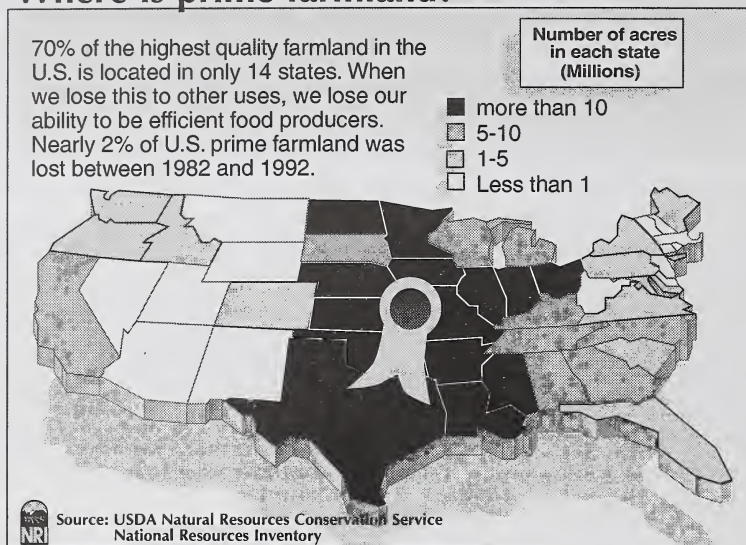 Where is prime farmland?
70% of the highest quality farmland in the
U.S. is located in only 14 states. When
we lose this to other uses, we lose our
ability to be efficient food producers.
Nearly 2% of U.S. prime farmland was
lost between 1982 and 1992.
Number of acres
in each state
(Millions)
more than 10
5-10
1-5
Less than 1
NRI
Source: USDA Natural Resources Conservation Service
National Resources Inventory